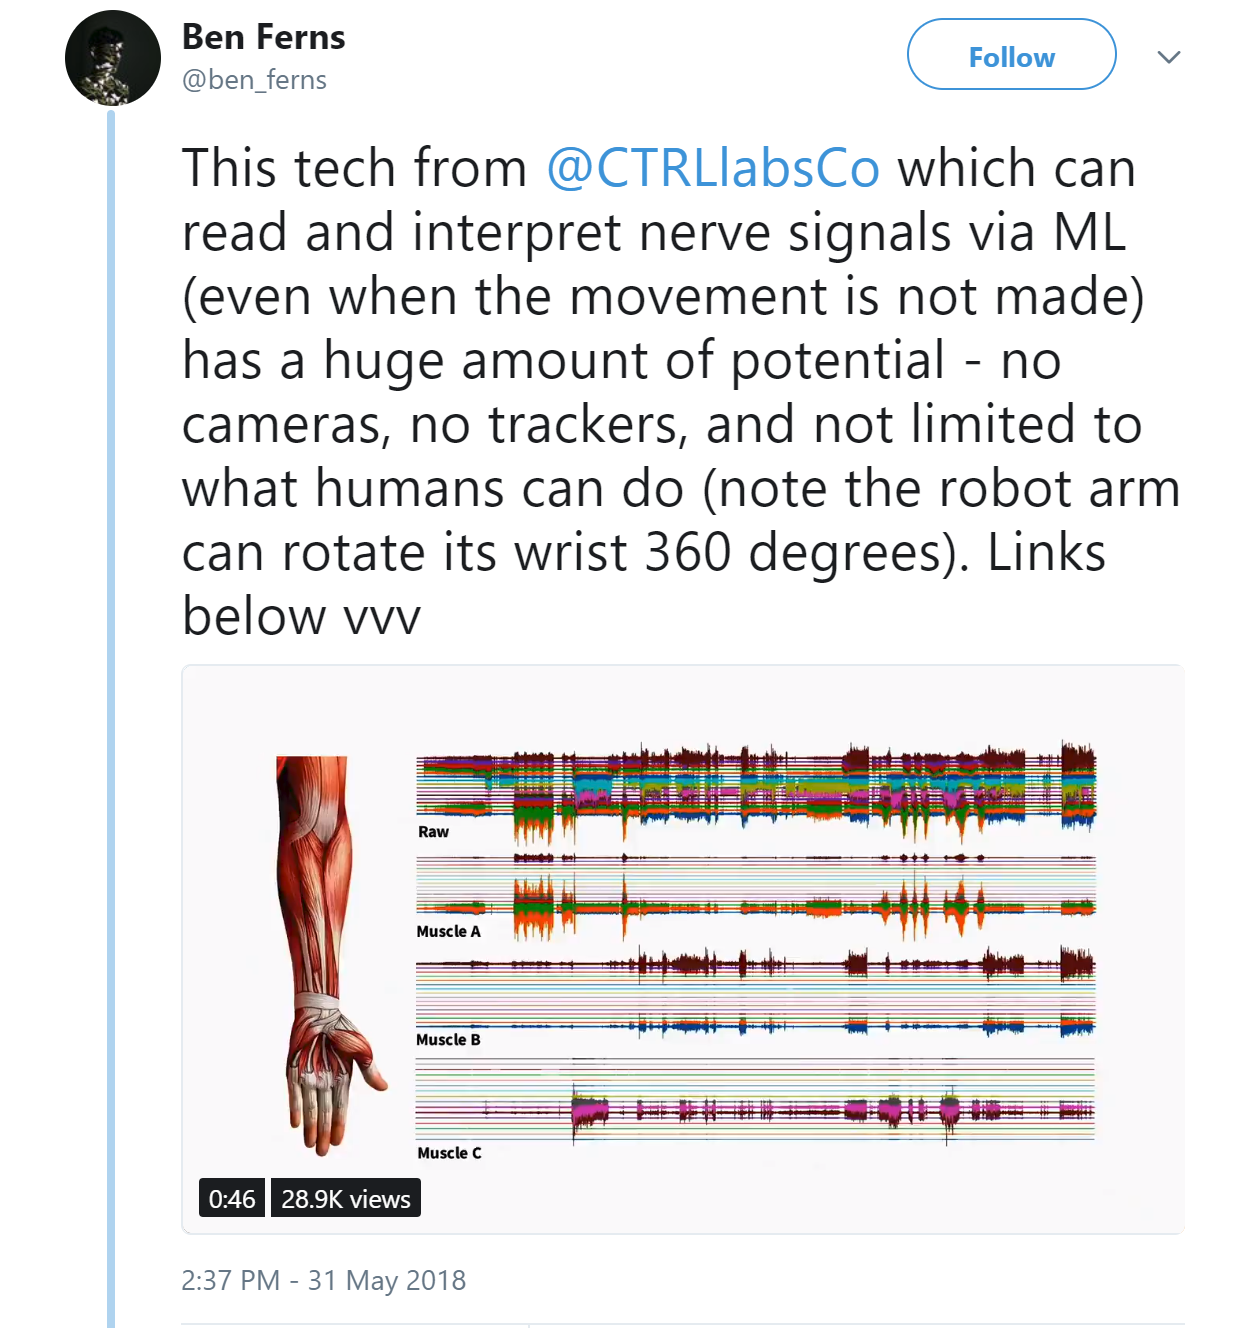 Ben Ferns
@ben_ferns
Follow
This tech from @CTRLlabsCo which can
read and interpret nerve signals via ML
(even when the movement is not made)
has a huge amount of potential - no
cameras, no trackers, and not limited to
what humans can do (note the robot arm
can rotate its wrist 360 degrees). Links
below vvv
Raw
Muscle A
Muscle B
Muscle C
0:46 28.9K views
2:37 PM - 31 May 2018